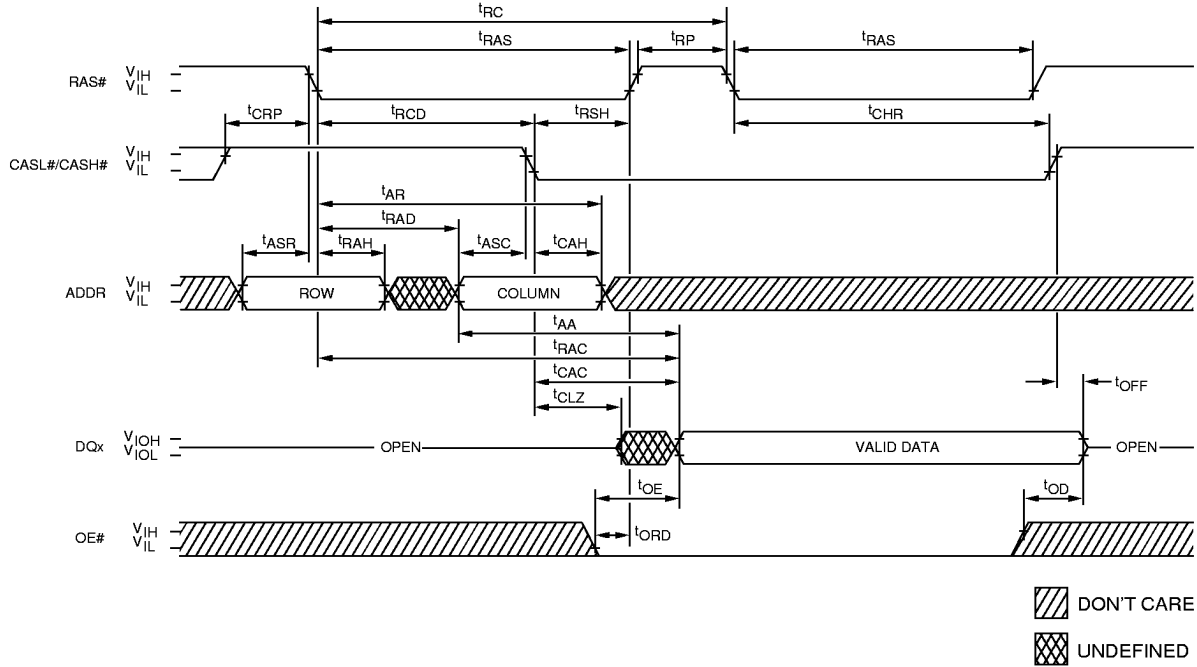 tRC
tRAS tRP tRAS
RAS# VIH
VIL
tCRP tRCD tRSH tCHR
CASL#/CASH# VIH
VIL
tAR
tRAD
tASR tRAH tASC tCAH
ADDR VIH
VIL
ROW COLUMN
tAA
tRAC
tCAC
tOFF
tCLZ
DQx VIOH
VIOL
OPEN VALID DATA OPEN
tOE tOD
OE# VIH
VIL
tORD
DON'T CARE
UNDEFINED